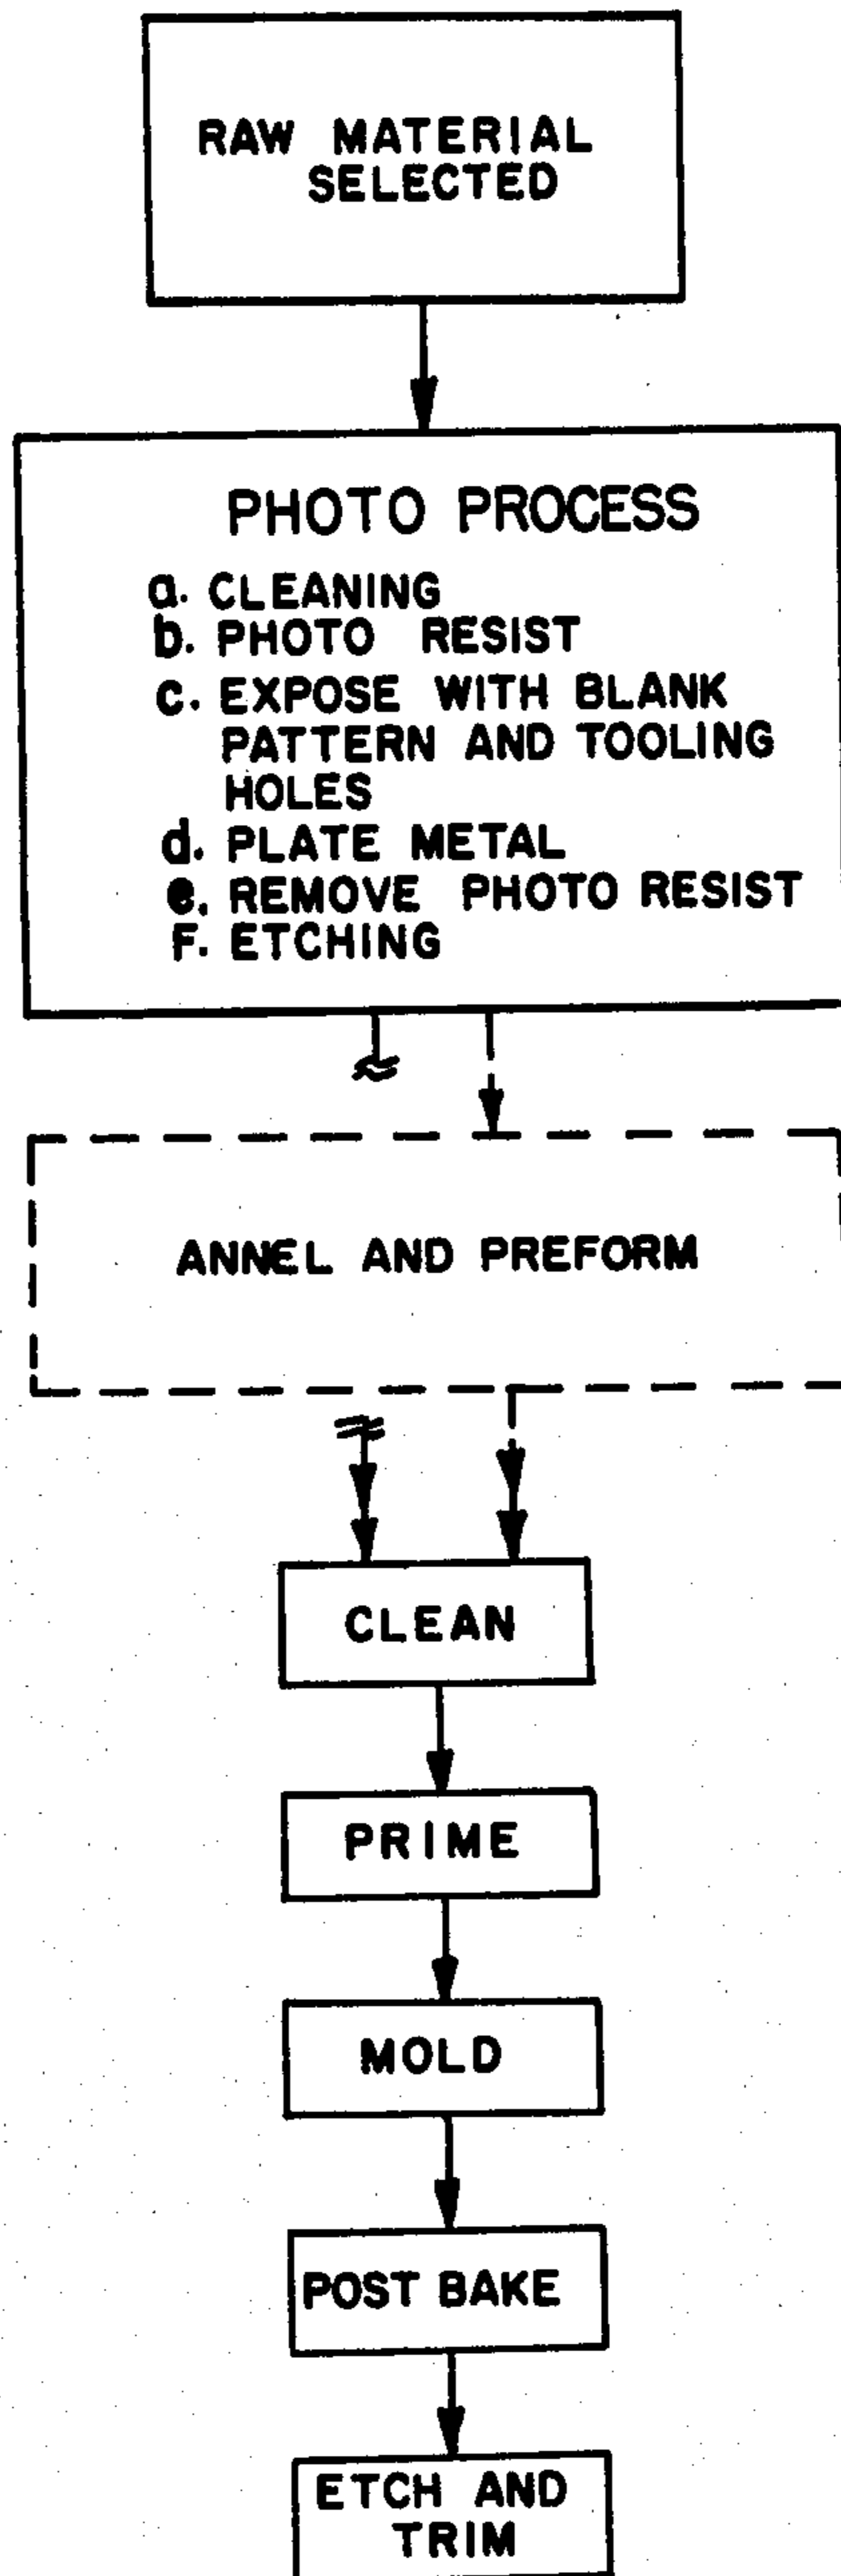 RAW MATERIAL
SELECTED
PHOTO PROCESS
a. CLEANING
b. PHOTO RESIST
c. EXPOSE WITH BLANK
PATTERN AND TOOLING
HOLES
d. PLATE METAL
e. REMOVE PHOTO RESIST
F. ETCHING
ANNEL AND PREFORM
CLEAN
PRIME
MOLD
POST BAKE
ETCH AND
TRIM